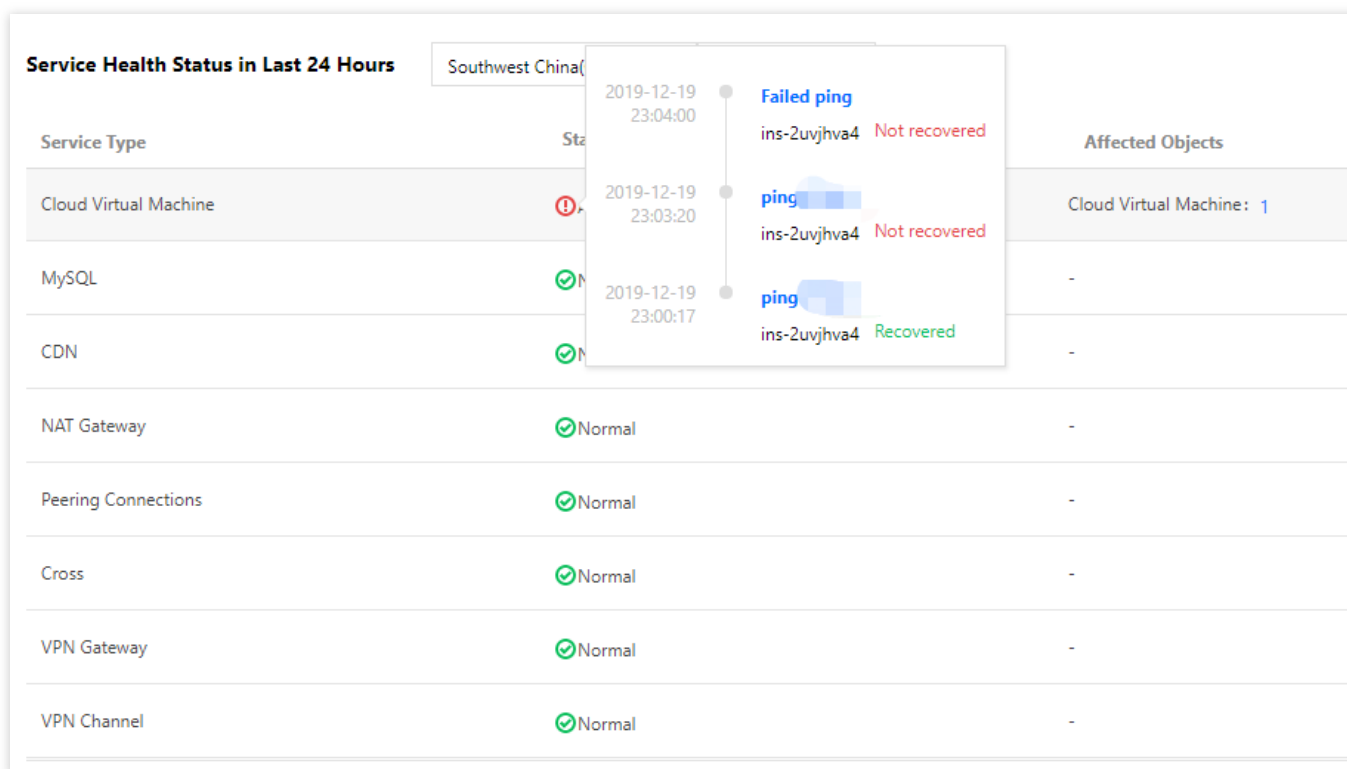 Service Health Status in Last 24 Hours
Southwest China(
Service Type
Affected Objects
2019-12-19
23:04:00
Failed ping
ins-2uvjhva4 Not recovered
2019-12-19
23:03:20
ping
ins-2uvjhva4 Not recovered
2019-12-19
23:00:17
ping
ins-2uvjhva4 Recovered
Cloud Virtual Machine
Cloud Virtual Machine: 1
MySQL
-
CDN
-
NAT Gateway
Normal
-
Peering Connections
Normal
-
Cross
Normal
-
VPN Gateway
Normal
-
VPN Channel
Normal
-